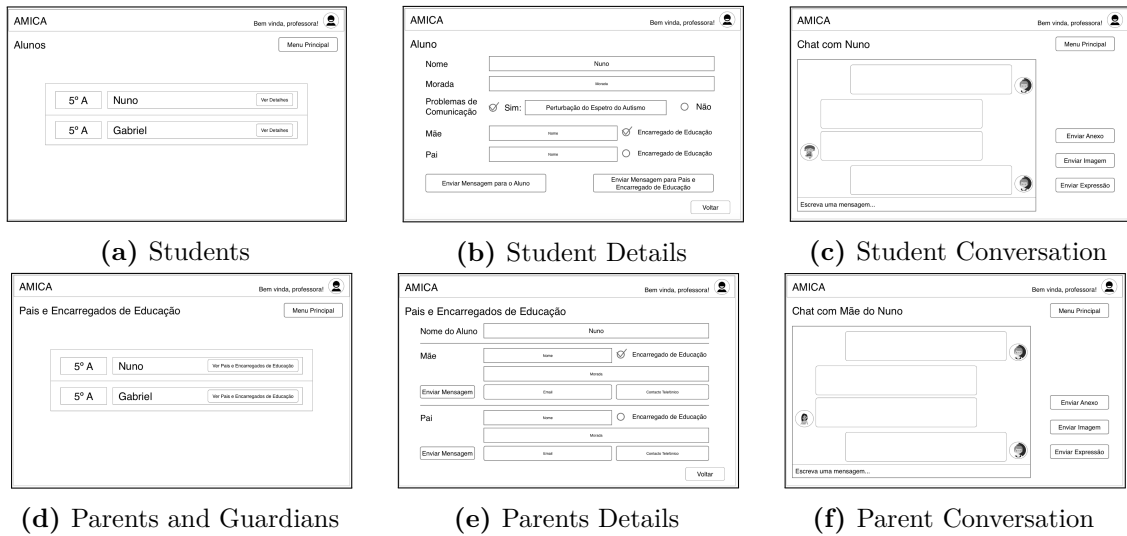 AMICA
Bem vinda, professora!
Alunos
Menu Principal
5º A
Nuno
Ver Detalhes
5º A
Gabriel
Ver Detalhes
(a) Students
AMICA
Bem vinda, professora!
Aluno
Nome
Nuno
Morada
Morada
Problemas de
Comunicação
Sim:
Perturbação do Espetro do Autismo
Não
Mãe
Nome
Encarregado de Educação
Pai
Nome
Encarregado de Educação
Enviar Mensagem para o Aluno
Enviar Mensagem para Pais e
Encarregado de Educação
Voltar
(b) Student Details
AMICA
Bem vinda, professora!
Chat com Nuno
Menu Principal
Enviar Anexo
Enviar Imagem
Enviar Expressão
Escreva uma mensagem...
(c) Student Conversation
AMICA
Bem vinda, professora!
Pais e Encarregados de Educação
Menu Principal
5º A
Nuno
Ver Pais e Encarregados de Educação
5º A
Gabriel
Ver Pais e Encarregados de Educação
(d) Parents and Guardians
AMICA
Bem vinda, professora!
Pais e Encarregados de Educação
Nome do Aluno
Nuno
Mãe
Nome
Encarregado de Educação
Morada
Enviar Mensagem
Email
Contacto Telefónico
Pai
Nome
Encarregado de Educação
Morada
Enviar Mensagem
Email
Contacto Telefónico
Voltar
(e) Parents Details
AMICA
Bem vinda, professora!
Chat com Mãe do Nuno
Menu Principal
Enviar Anexo
Enviar Imagem
Enviar Expressão
Escreva uma mensagem...
(f) Parent Conversation